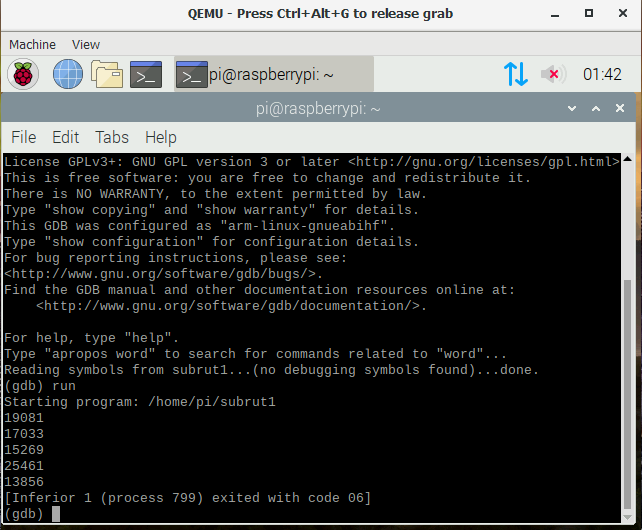 QEMU - Press Ctrl+Alt+G to release grab
Machine View
pi@raspberrypi: ~ 01:42
pi@raspberrypi: ~
File Edit Tabs Help
License GPLv3+: GNU GPL version 3 or later <http://gnu.org/licenses/gpl.html>
This is free software: you are free to change and redistribute it.
There is NO WARRANTY, to the extent permitted by law.
Type "show copying" and "show warranty" for details.
This GDB was configured as "arm-linux-gnueabihf".
Type "show configuration" for configuration details.
For bug reporting instructions, please see:
<http://www.gnu.org/software/gdb/bugs/>.
Find the GDB manual and other documentation resources online at:
    <http://www.gnu.org/software/gdb/documentation/>.
For help, type "help".
Type "apropos word" to search for commands related to "word"...
Reading symbols from subrut1...(no debugging symbols found)...done.
(gdb) run
Starting program: /home/pi/subrut1
19081
17033
15269
25461
13856
[Inferior 1 (process 799) exited with code 06]
(gdb)